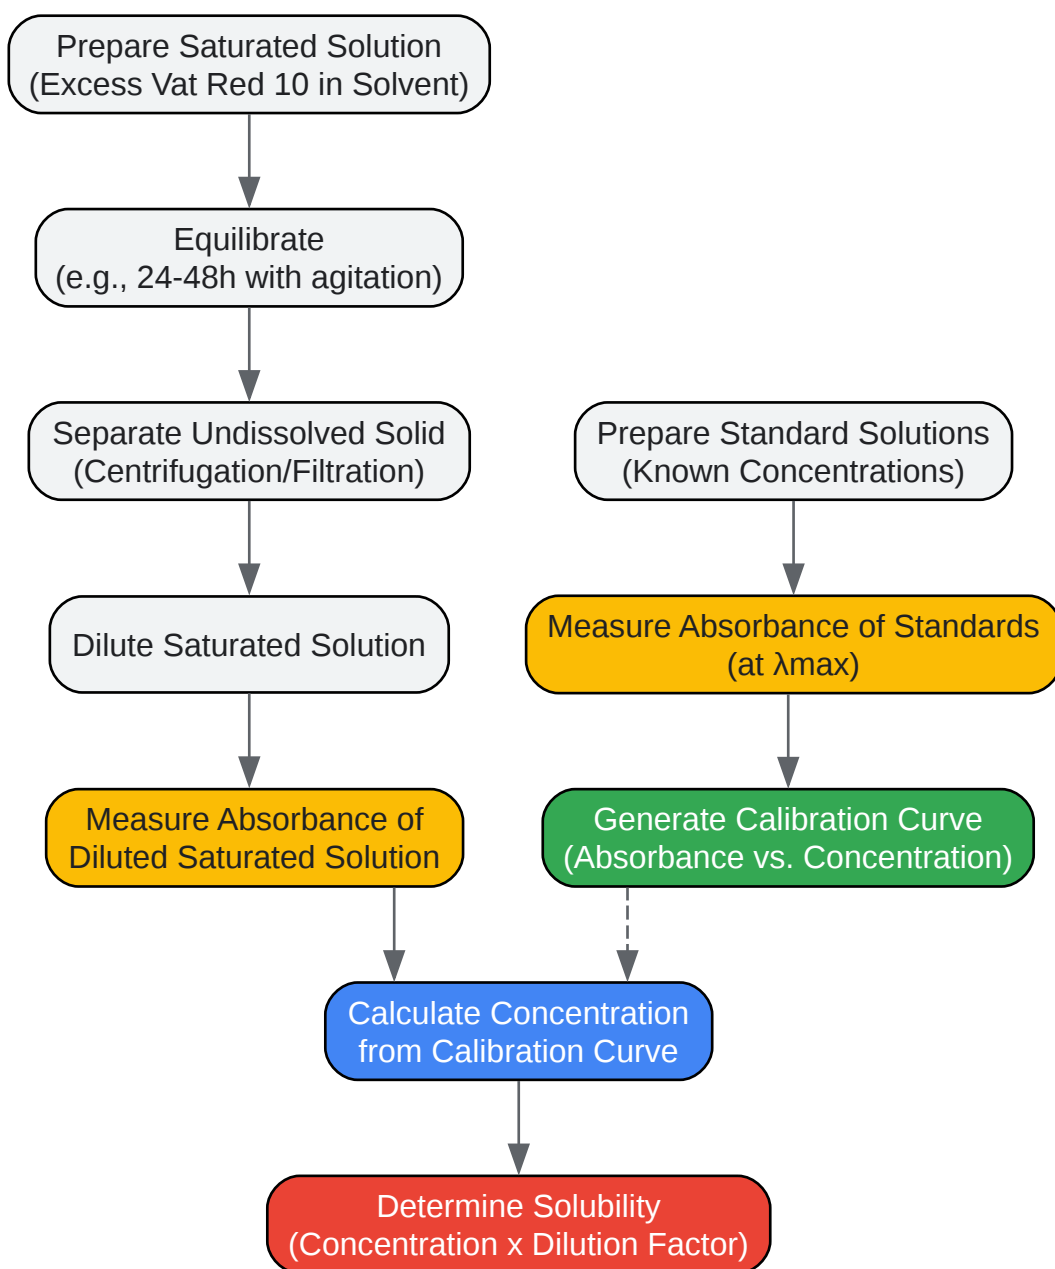 Prepare Saturated Solution
(Excess Vat Red 10 in Solvent)
Equilibrate
(e.g., 24-48h with agitation)
Separate Undissolved Solid
(Centrifugation/Filtration)
Prepare Standard Solutions
(Known Concentrations)
Dilute Saturated Solution
Measure Absorbance of Standards
(at λmax)
Measure Absorbance of
Diluted Saturated Solution
Generate Calibration Curve
(Absorbance vs. Concentration)
Calculate Concentration
from Calibration Curve
Determine Solubility
(Concentration x Dilution Factor)